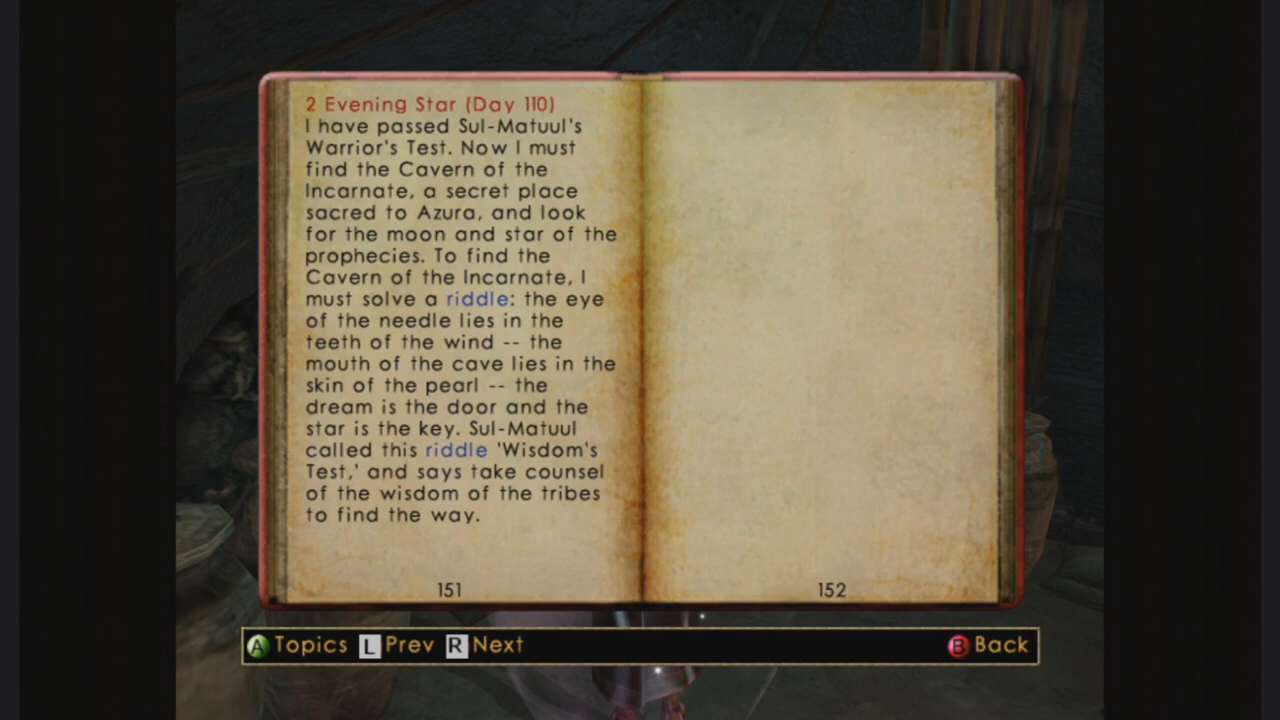 2 Evening Star (Day 110)
I have passed Sul-Matuul's
Warrior's Test. Now I must
find the Cavern of the
Incarnate, a secret place
sacred to Azura, and look
for the moon and star of the
prophecies. To find the
Cavern of the Incarnate, I
must solve a riddle: the eye
of the needle lies in the
teeth of the wind -- the
mouth of the cave lies in the
skin of the pearl -- the
dream is the door and the
star is the key. Sul-Matuul
called this riddle 'Wisdom's
Test,' and says take counsel
of the wisdom of the tribes
to find the way.
151
152
A Topics L Prev R Next
B Back